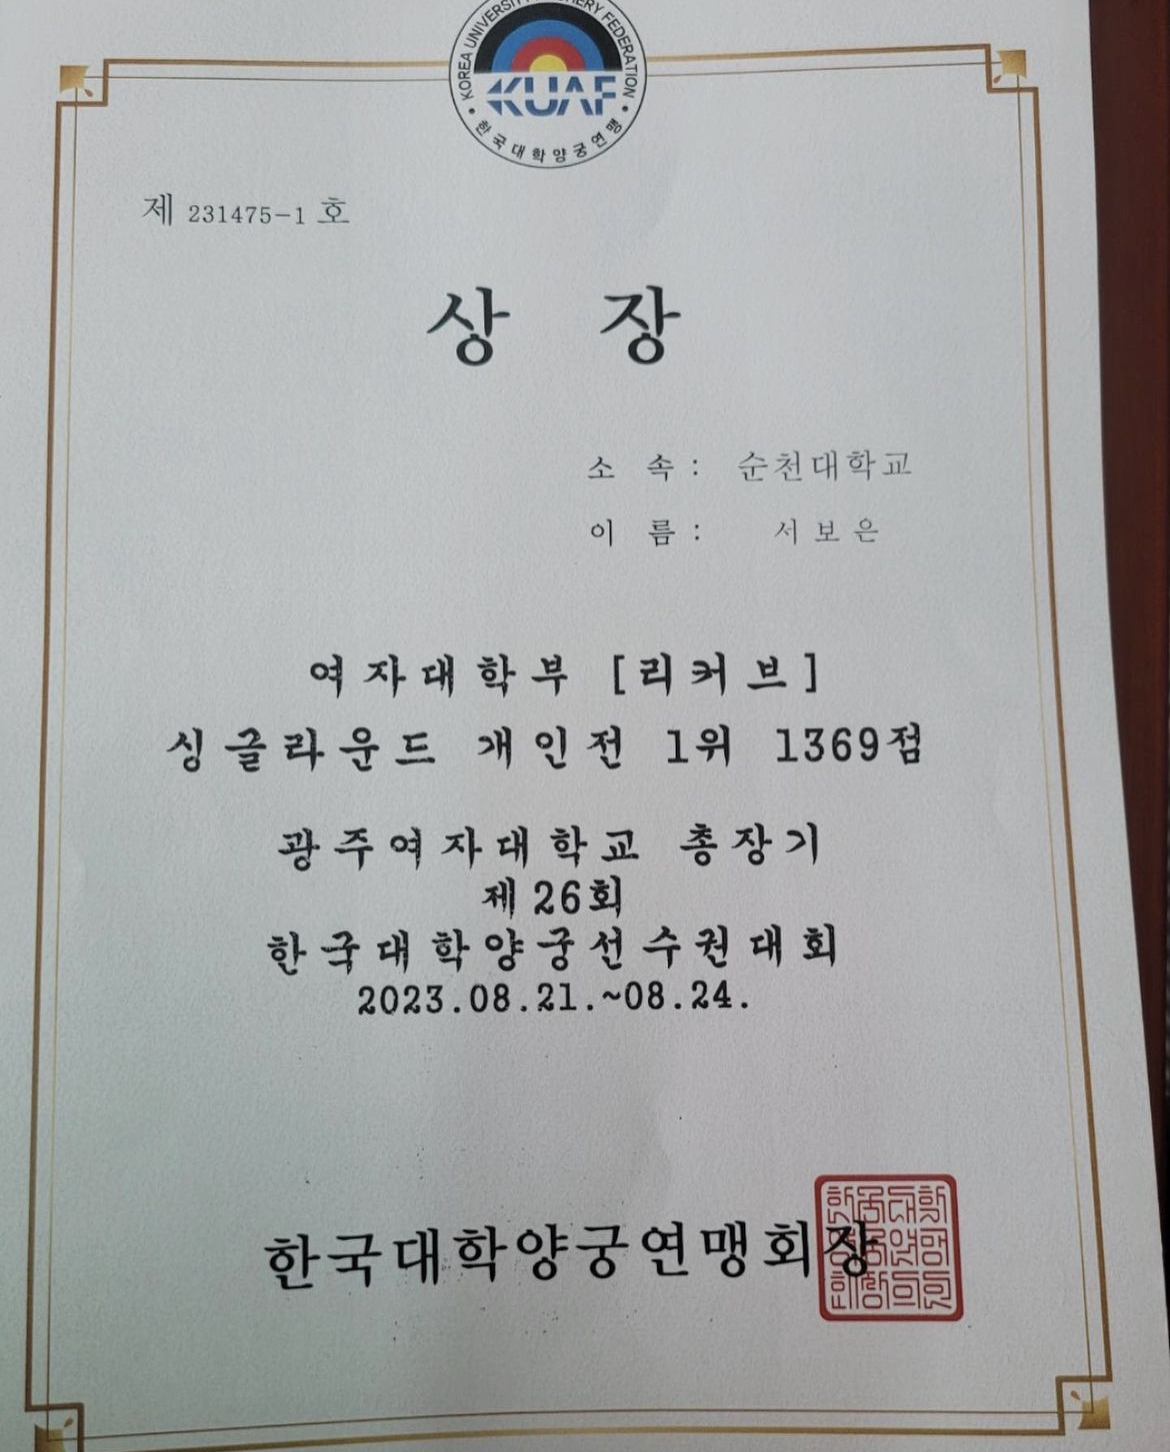 KOREA UNIVERSITY ARCHERY FEDERATION
KUAF
한국대학양궁연맹
제 231475-1 호
상 장
소 속 : 순천대학교
이 름 : 서보은
여자대학부 [리커브]
싱글라운드 개인전 1위 1369점
광주여자대학교 총장기
제26회
한국대학양궁선수권대회
2023.08.21.~08.24.
한국대학양궁연맹회장